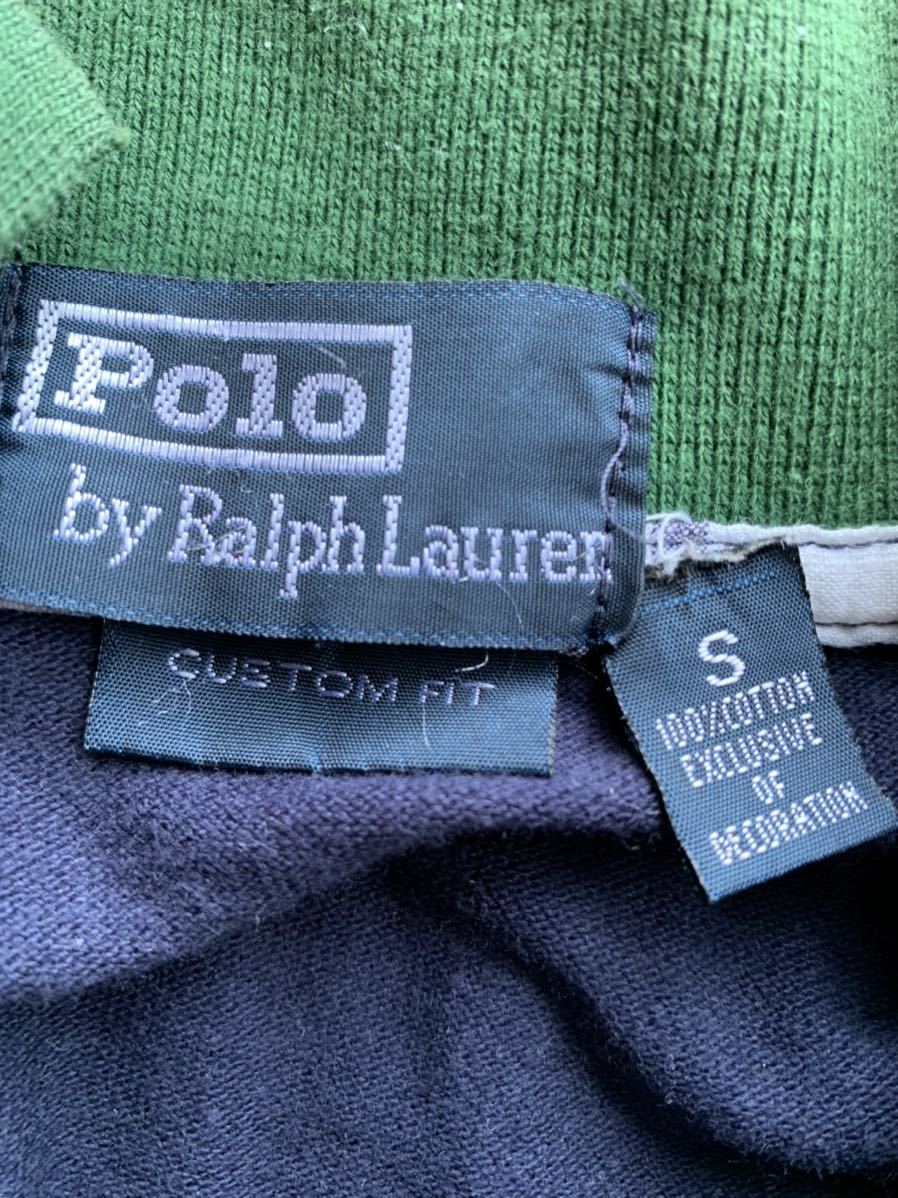 Polo
by Ralph Lauren
CUSTOM FIT
S
100%COTTON
EXCLUSIVE
OF
DECORATION